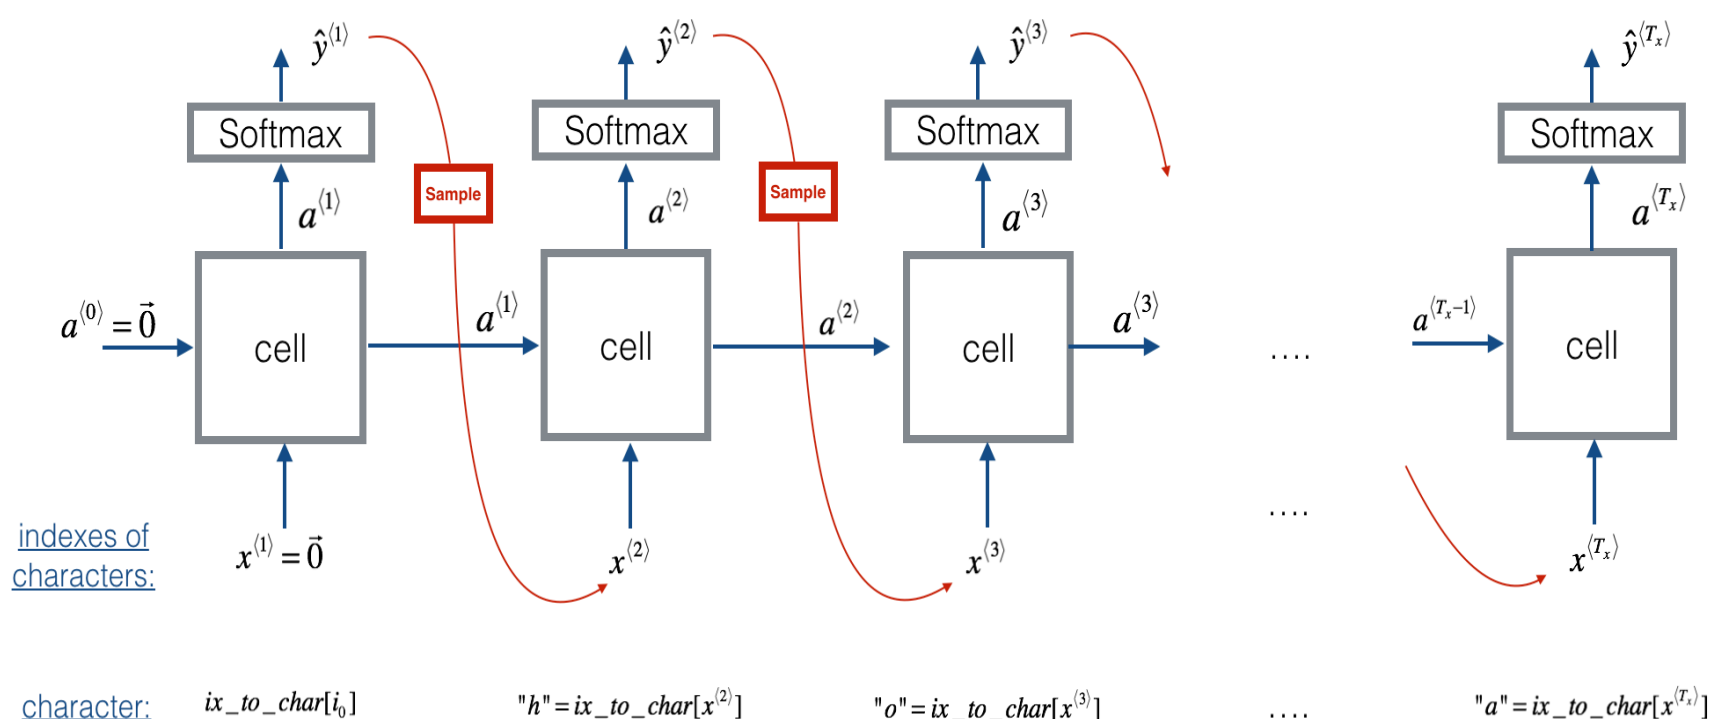 ŷ⟨1⟩ ŷ⟨2⟩ ŷ⟨3⟩ ŷ⟨Tx⟩
Softmax Softmax Softmax Softmax
Sample Sample
a⟨1⟩ a⟨2⟩ a⟨3⟩ a⟨Tx⟩
a⟨0⟩ = 0⃗ a⟨1⟩ a⟨2⟩ a⟨3⟩ a⟨Tx−1⟩
cell cell cell .... cell
....
indexes of
characters:
x⟨1⟩ = 0⃗ x⟨2⟩ x⟨3⟩ x⟨Tx⟩
character: ix_to_char[i₀] "h"= ix_to_char[x⟨2⟩] "o"= ix_to_char[x⟨3⟩] .... "a"= ix_to_char[x⟨Tx⟩]